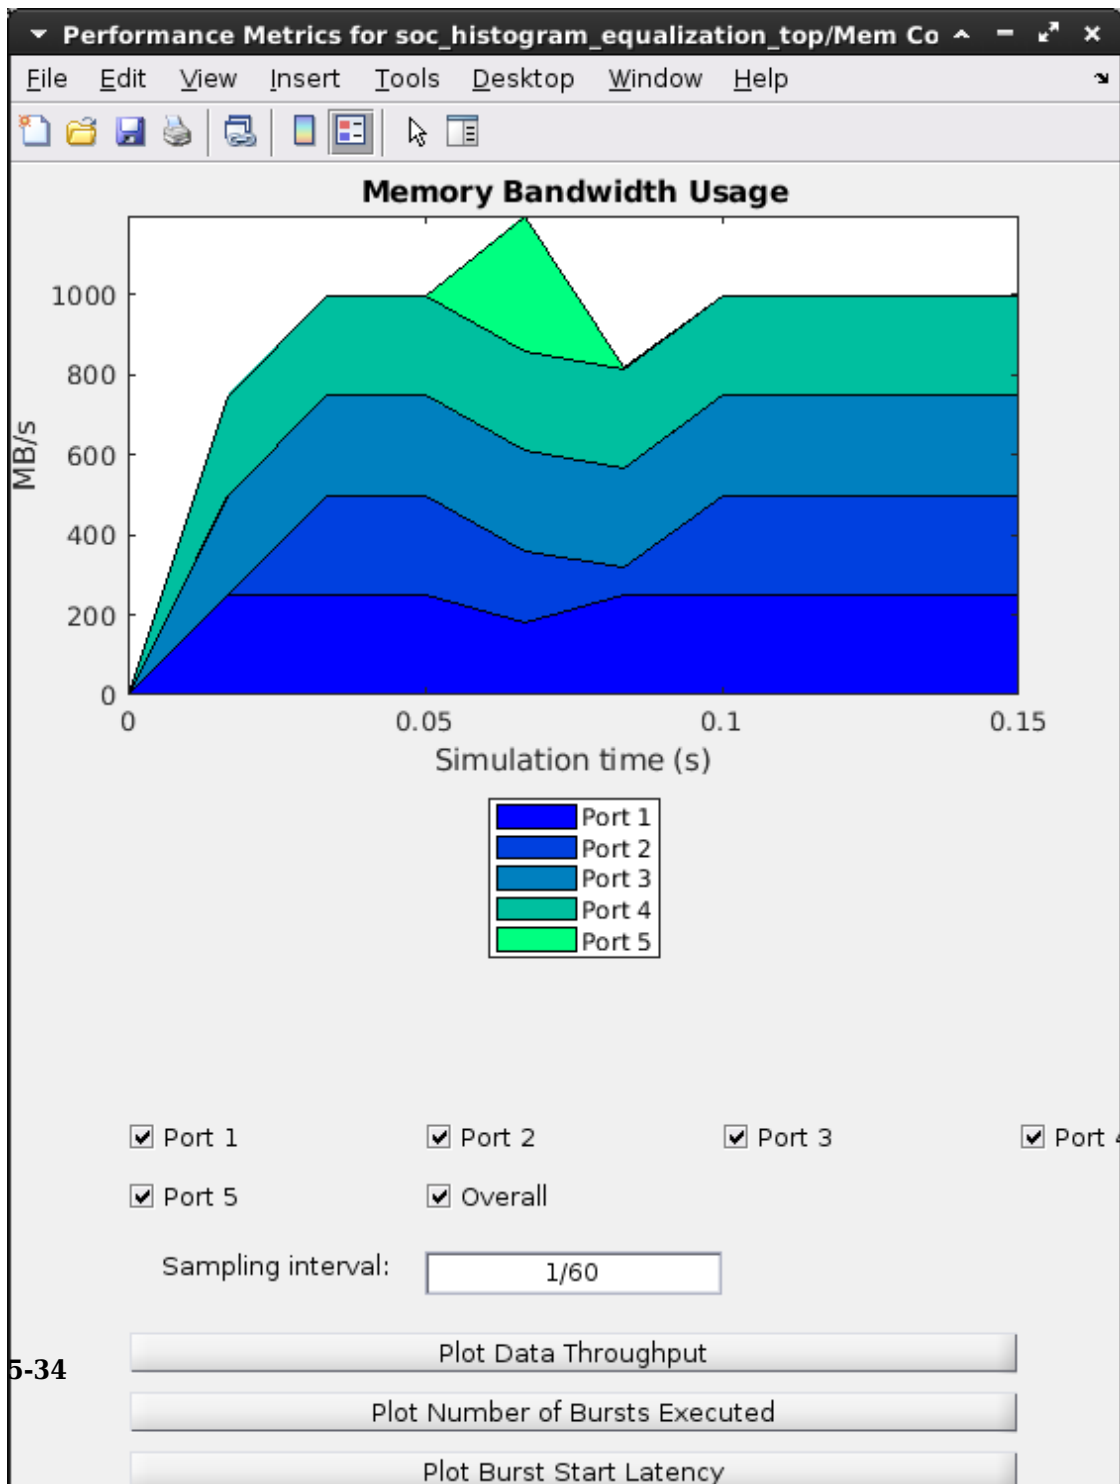 Performance Metrics for soc_histogram_equalization_top/Mem Co
File Edit View Insert Tools Desktop Window Help
Memory Bandwidth Usage
1000
800
600
400
200
0
MB/s
0 0.05 0.1 0.15
Simulation time (s)
Port 1
Port 2
Port 3
Port 4
Port 5
Port 1 Port 2 Port 3 Port 4
Port 5 Overall
Sampling interval: 1/60
Plot Data Throughput
5-34
Plot Number of Bursts Executed
Plot Burst Start Latency